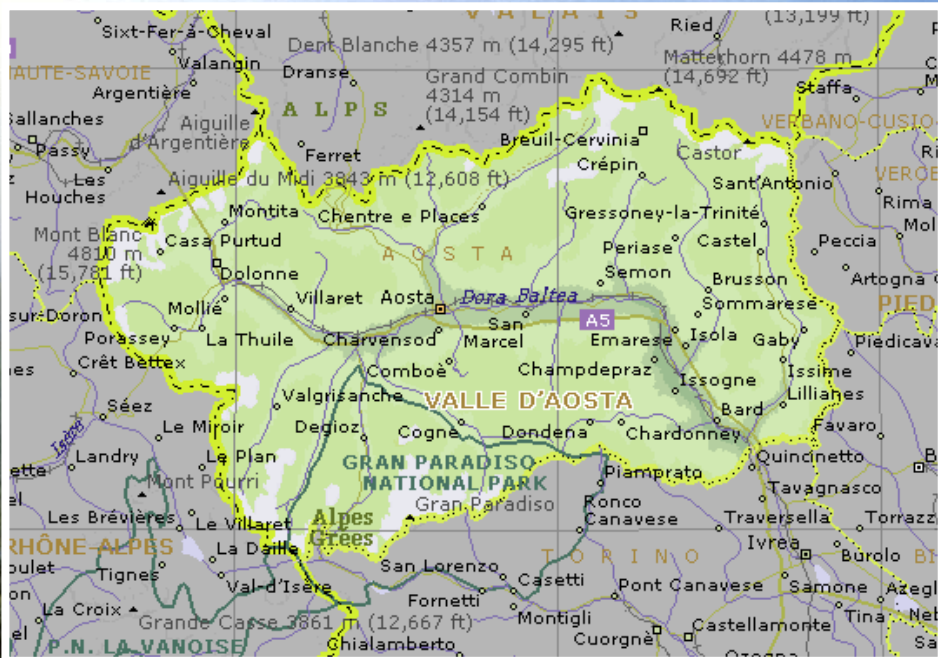 VALAIS
(13,199 ft)
Sixt-Fer-à-Cheval
Ried
Dent Blanche 4357 m (14,295 ft)
Valangin
Matterhorn 4478 m
(14,692 ft)
HAUTE-SAVOIE
Dranse
Grand Combin
4314 m
(14,154 ft)
Argentière
Staffa
ALPS
Sallanches
Aiguille
d'Argentière
VERBANO-CUSIO-
Breuil-Cervinia
Passy
Ferret
Crépin
Castor
Les
Houches
Aiguille du Midi 3843 m (12,608 ft)
Sant'Antonio
Rima
Montita
Chentre e Places
Gressoney-la-Trinité
Mol
Mont Blanc
4810 m
(15,781 ft)
Casa Purtud
AOSTA
Periase
Castel
Peccia
Dolonne
Semon
Brusson
Artogna
Villaret
Aosta
Dora Baltea
Sommarese
PIED
Mollié
sur-Doron
San
Marcel
A5
Porassey
La Thuile
Charvensod
Emarese
Isola
Gaby
Piedicava
Crêt Bettex
Comboè
Champdepraz
Issime
Issogne
Lillianes
Valgrisanche
VALLE D'AOSTA
Séez
Bard
Isère
Le Miroir
Degioz
Cogne
Dondena
Chardonney
Favaro
Landry
Le Plan
GRAN PARADISO
NATIONAL PARK
Quincinetto
Mont Pourri
Piamprato
Tavagnasco
Gran Paradiso
Ronco
Canavese
Les Brévières
Le Villaret
Alpes
Grées
Traversella
Torrazz
RHÔNE-ALPES
La Daille
TORINO
Ivrea
Burolo
BI
Tignes
San Lorenzo
Val-d'Isère
Casetti
Pont Canavese
Samone
Azegl
La Croix
Fornetti
Tina
Neb
Grande Casse 3861 m (12,667 ft)
Montigli
Castellamonte
P.N. LA VANOISE
Chialamberto
Cuorgnè
Ozegna